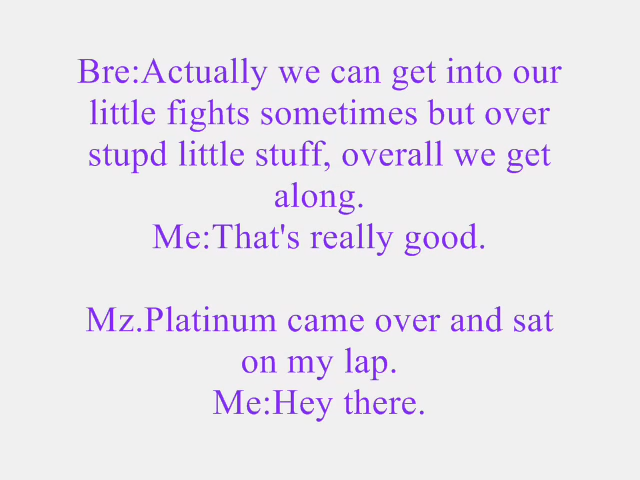 Bre:Actually we can get into our
little fights sometimes but over
stupd little stuff, overall we get
along.
Me:That's really good.
Mz.Platinum came over and sat
on my lap.
Me:Hey there.